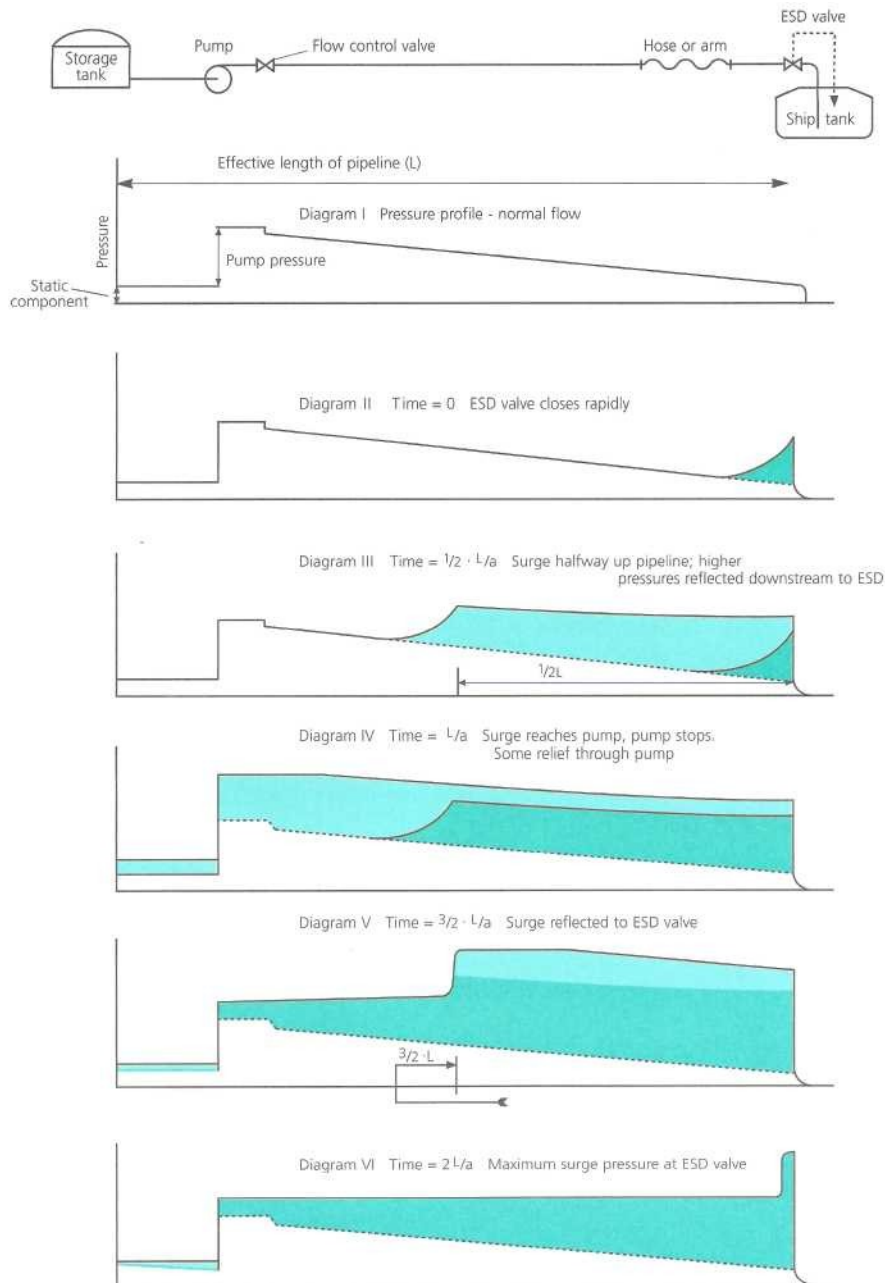 ESD valve
Pump
Flow control valve
Hose or arm
Storage
tank
Ship tank
Effective length of pipeline (L)
Diagram I Pressure profile - normal flow
Pressure
Pump pressure
Static
component
Diagram II Time = 0 ESD valve closes rapidly
Diagram III Time = 1/2 · L/a Surge halfway up pipeline; higher
pressures reflected downstream to ESD
1/2L
Diagram IV Time = L/a Surge reaches pump, pump stops.
Some relief through pump
Diagram V Time = 3/2 · L/a Surge reflected to ESD valve
3/2 · L
Diagram VI Time = 2 L/a Maximum surge pressure at ESD valve